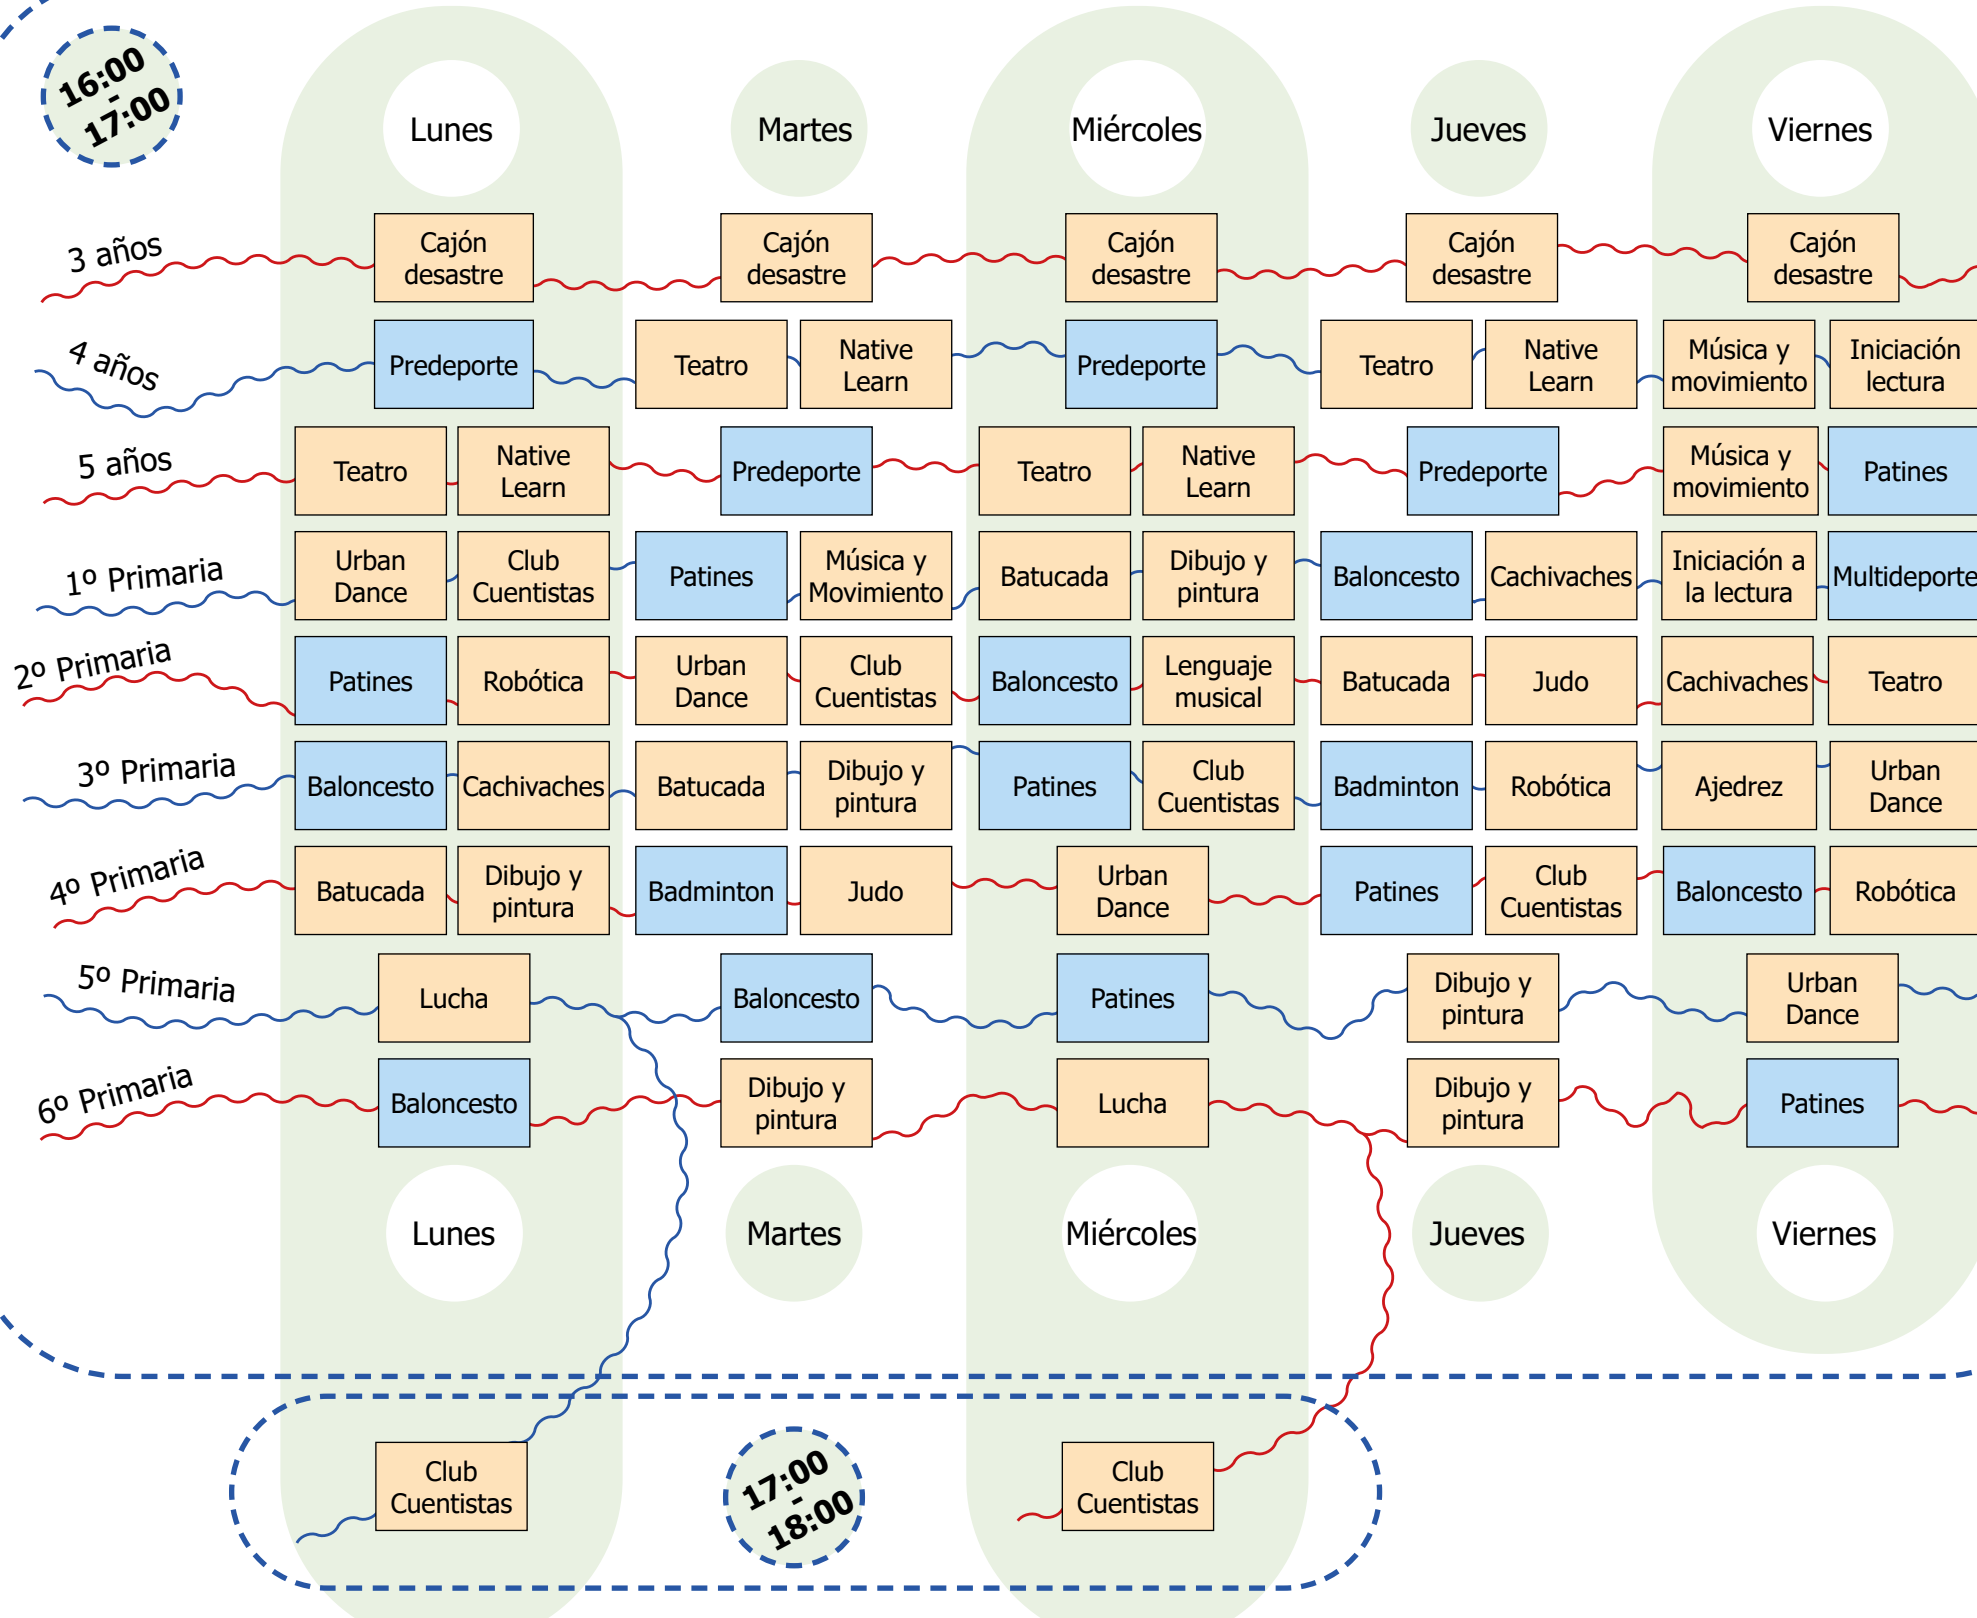 16:00
-
17:00
Lunes
Martes
Miércoles
Jueves
Viernes
3 años
Cajón
desastre
Cajón
desastre
Cajón
desastre
Cajón
desastre
Cajón
desastre
4 años
Predeporte
Teatro
Native
Learn
Predeporte
Teatro
Native
Learn
Música y
movimiento
Iniciación
lectura
5 años
Teatro
Native
Learn
Predeporte
Teatro
Native
Learn
Predeporte
Música y
movimiento
Patines
1º Primaria
Urban
Dance
Club
Cuentistas
Patines
Música y
Movimiento
Batucada
Dibujo y
pintura
Baloncesto
Cachivaches
Iniciación a
la lectura
Multideporte
2º Primaria
Patines
Robótica
Urban
Dance
Club
Cuentistas
Baloncesto
Lenguaje
musical
Batucada
Judo
Cachivaches
Teatro
3º Primaria
Baloncesto
Cachivaches
Batucada
Dibujo y
pintura
Patines
Club
Cuentistas
Badminton
Robótica
Ajedrez
Urban
Dance
4º Primaria
Batucada
Dibujo y
pintura
Badminton
Judo
Urban
Dance
Patines
Club
Cuentistas
Baloncesto
Robótica
5º Primaria
Lucha
Baloncesto
Patines
Dibujo y
pintura
Urban
Dance
6º Primaria
Baloncesto
Dibujo y
pintura
Lucha
Dibujo y
pintura
Patines
Lunes
Martes
Miércoles
Jueves
Viernes
Club
Cuentistas
17:00
-
18:00
Club
Cuentistas